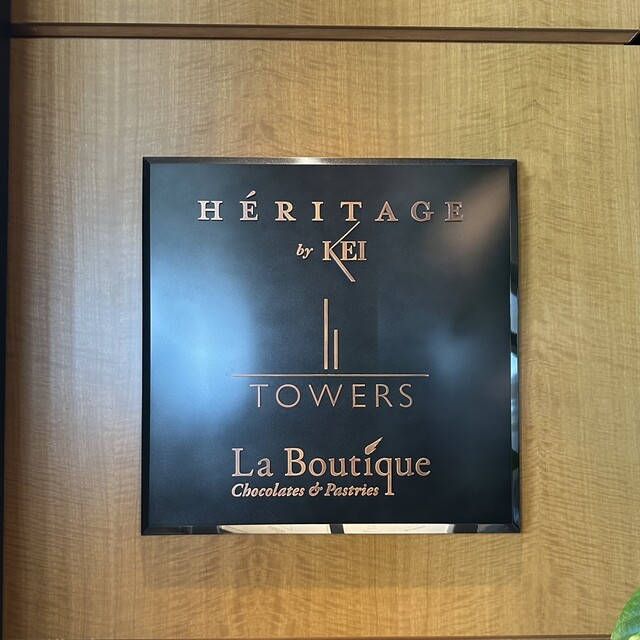 HÉRITAGE
by KEI
TOWERS
La Boutique
Chocolates & Pastries